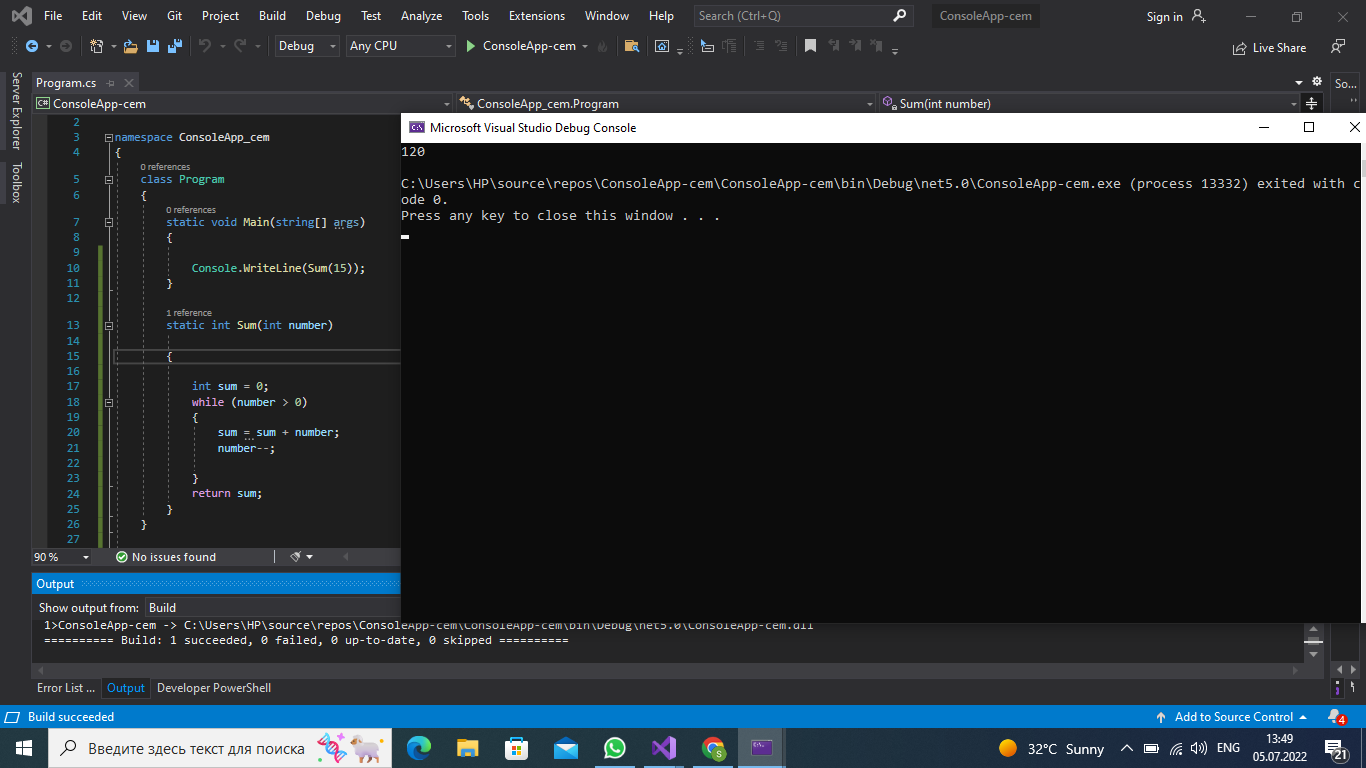 File Edit View Git Project Build Debug Test Analyze Tools Extensions Window Help Search (Ctrl+Q) ConsoleApp-cem Sign in
Debug Any CPU ConsoleApp-cem Live Share
Server Explorer
Toolbox
Program.cs
So...
ConsoleApp-cem ConsoleApp_cem.Program Sum(int number)
2
3 namespace ConsoleApp_cem
4 {
0 references
5 class Program
6 {
0 references
7 static void Main(string[] args)
8 {
9
10 Console.WriteLine(Sum(15));
11 }
12
1 reference
13 static int Sum(int number)
14
15 {
16
17 int sum = 0;
18 while (number > 0)
19 {
20 sum = sum + number;
21 number--;
22
23 }
24 return sum;
25 }
26 }
27
90 % No issues found
Microsoft Visual Studio Debug Console
120
C:\Users\HP\source\repos\ConsoleApp-cem\ConsoleApp-cem\bin\Debug\net5.0\ConsoleApp-cem.exe (process 13332) exited with c
ode 0.
Press any key to close this window . . .
Output
Show output from: Build
1>ConsoleApp-cem -> C:\Users\HP\source\repos\ConsoleApp-cem\ConsoleApp-cem\bin\Debug\net5.0\ConsoleApp-cem.dll
========== Build: 1 succeeded, 0 failed, 0 up-to-date, 0 skipped ==========
Error List ... Output Developer PowerShell
Build succeeded Add to Source Control 4
Введите здесь текст для поиска S 32°C Sunny ENG 13:49
05.07.2022 21